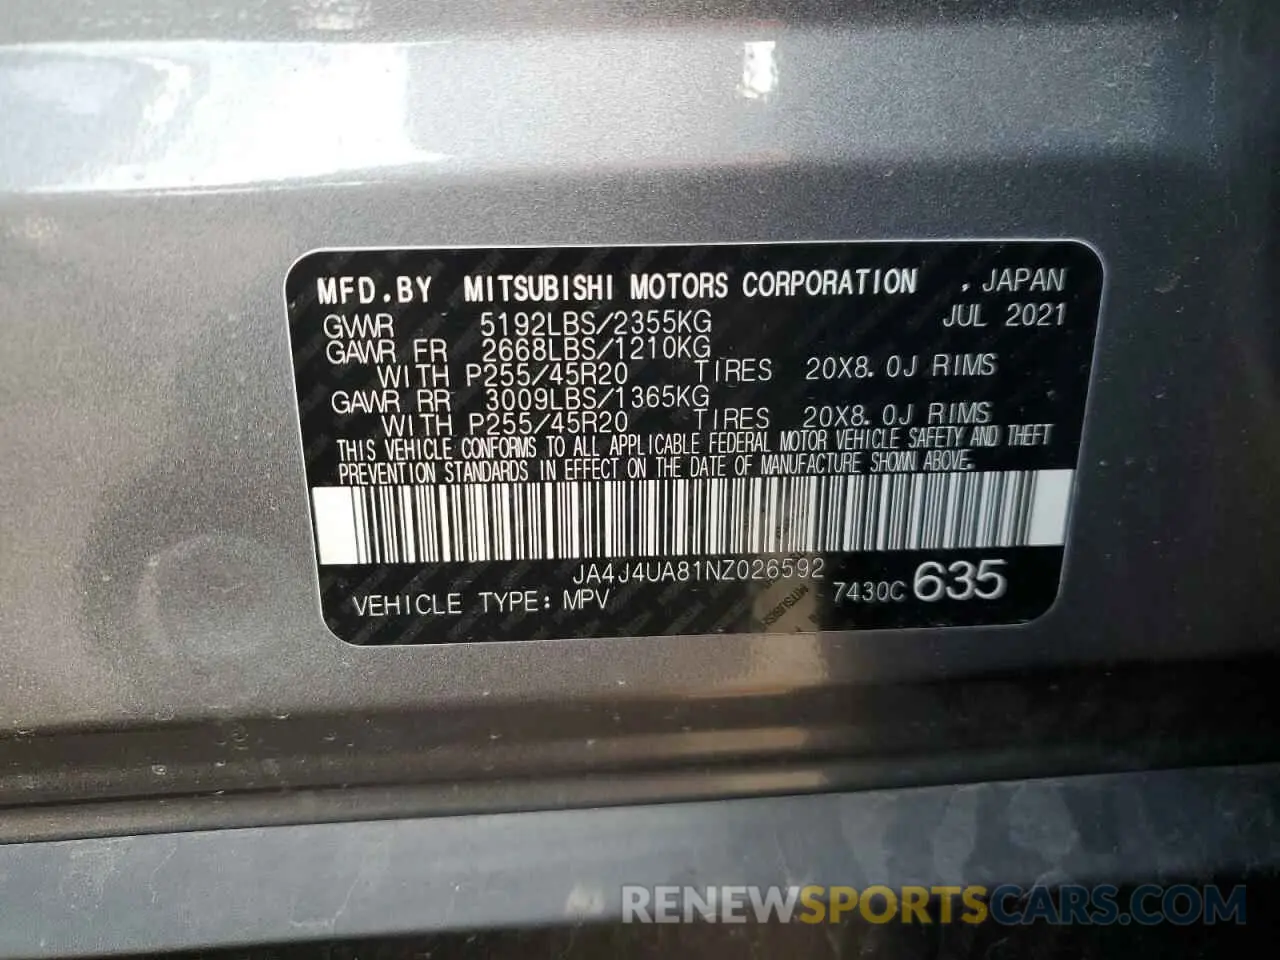 MFD.BY MITSUBISHI MOTORS CORPORATION . JAPAN
GVWR 5192LBS/2355KG JUL 2021
GAWR FR 2668LBS/1210KG
WITH P255/45R20 TIRES 20X8.0J RIMS
GAWR RR 3009LBS/1365KG
WITH P255/45R20 TIRES 20X8.0J RIMS
THIS VEHICLE CONFORMS TO ALL APPLICABLE FEDERAL MOTOR VEHICLE SAFETY AND THEFT
PREVENTION STANDARDS IN EFFECT ON THE DATE OF MANUFACTURE SHOWN ABOVE.
JA4J4UA81NZ026592
VEHICLE TYPE: MPV 7430C 635
RENEWSPORTSCARS.COM